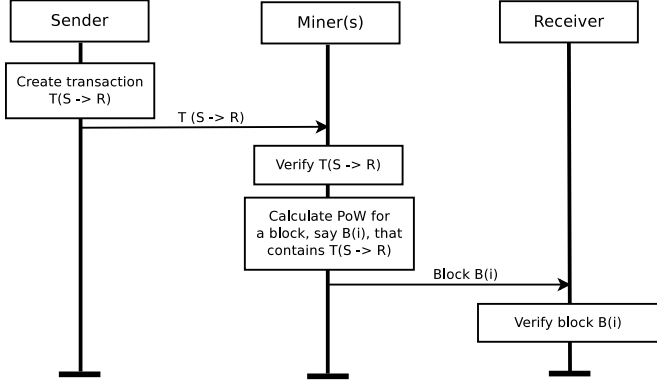 Sender
Miner(s)
Receiver
Create transaction
T(S -> R)
T (S -> R)
Verify T(S -> R)
Calculate PoW for
a block, say B(i), that
contains T(S -> R)
Block B(i)
Verify block B(i)